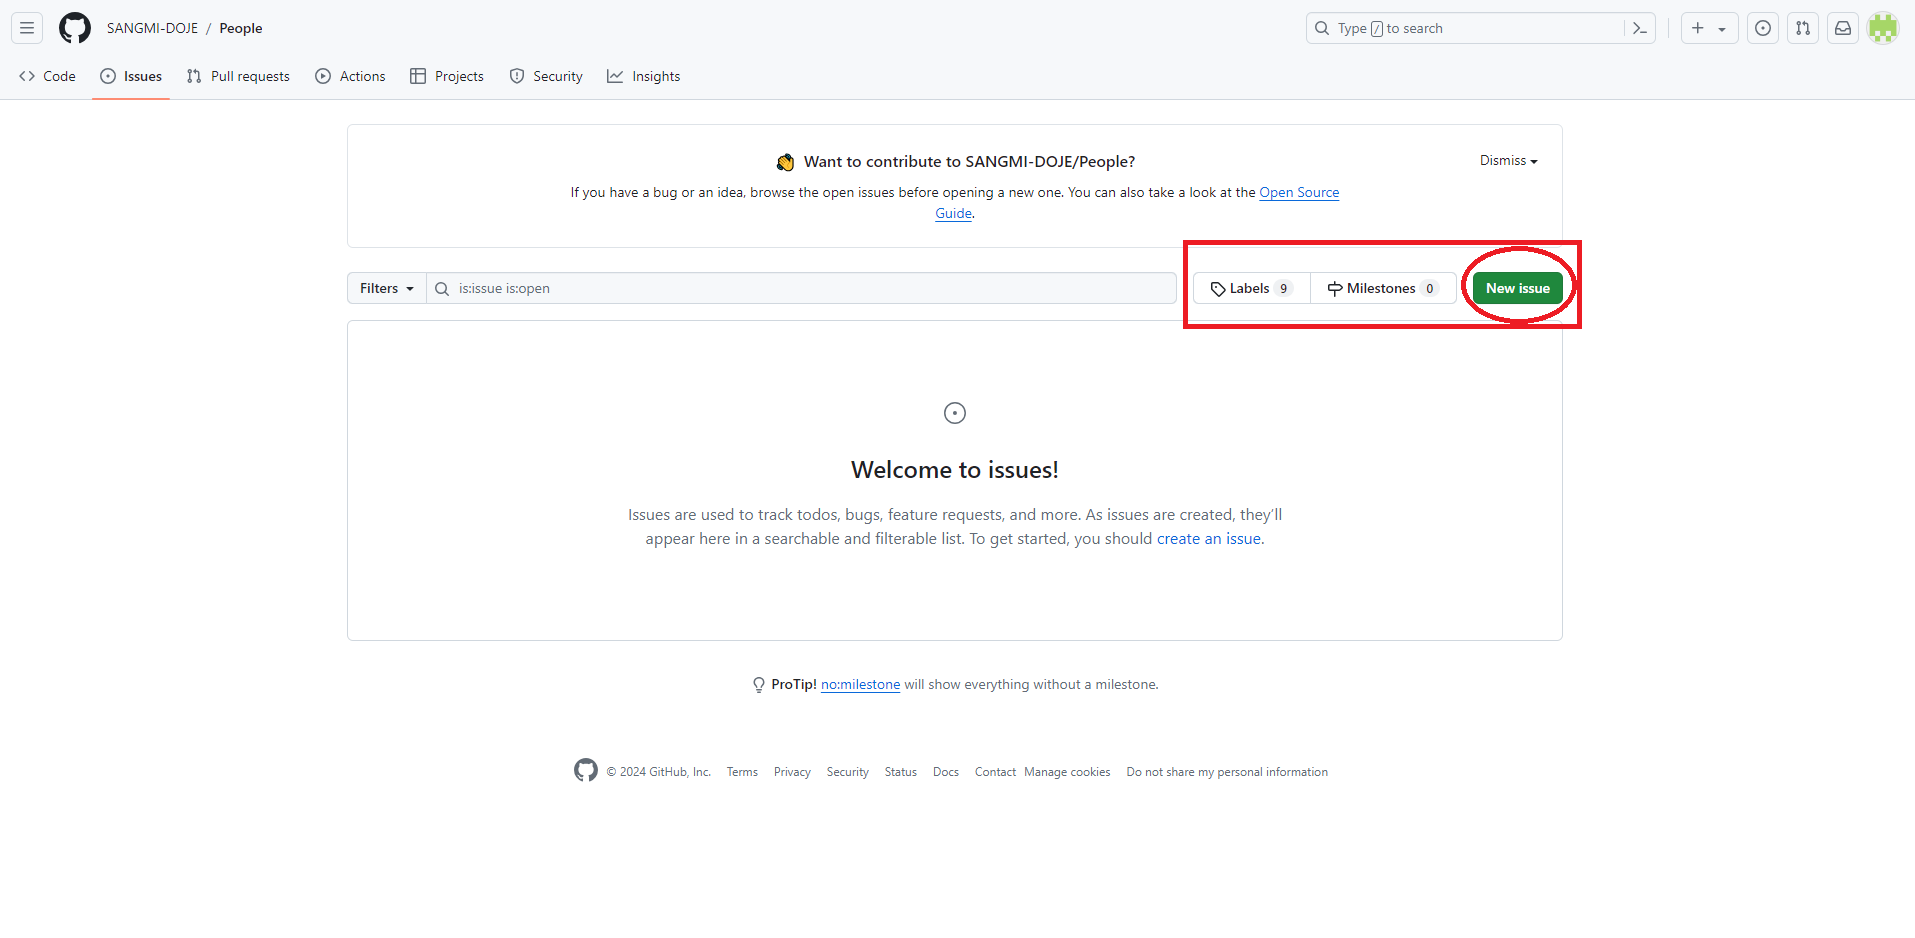 SANGMI-DOJE / People
Type / to search
Code Issues Pull requests Actions Projects Security Insights
Want to contribute to SANGMI-DOJE/People?
Dismiss
If you have a bug or an idea, browse the open issues before opening a new one. You can also take a look at the Open Source
Guide.
Filters is:issue is:open Labels 9 Milestones 0 New issue
Welcome to issues!
Issues are used to track todos, bugs, feature requests, and more. As issues are created, they’ll
appear here in a searchable and filterable list. To get started, you should create an issue.
ProTip! no:milestone will show everything without a milestone.
© 2024 GitHub, Inc. Terms Privacy Security Status Docs Contact Manage cookies Do not share my personal information